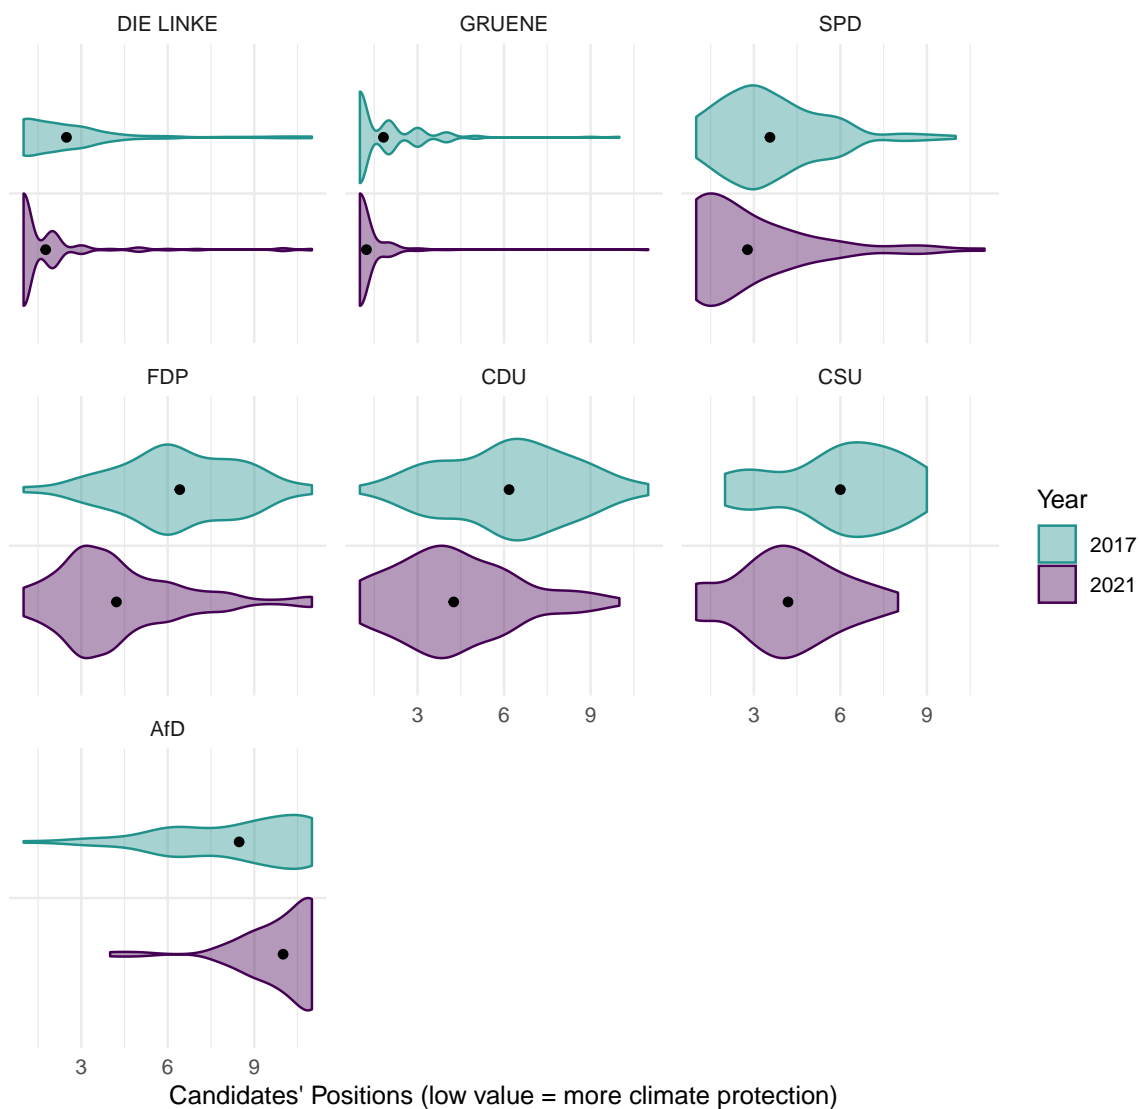 DIE LINKE GRUENE SPD
FDP CDU CSU
Year
2017
2021
3 6 9 3 6 9
AfD
3 6 9
Candidates' Positions (low value = more climate protection)